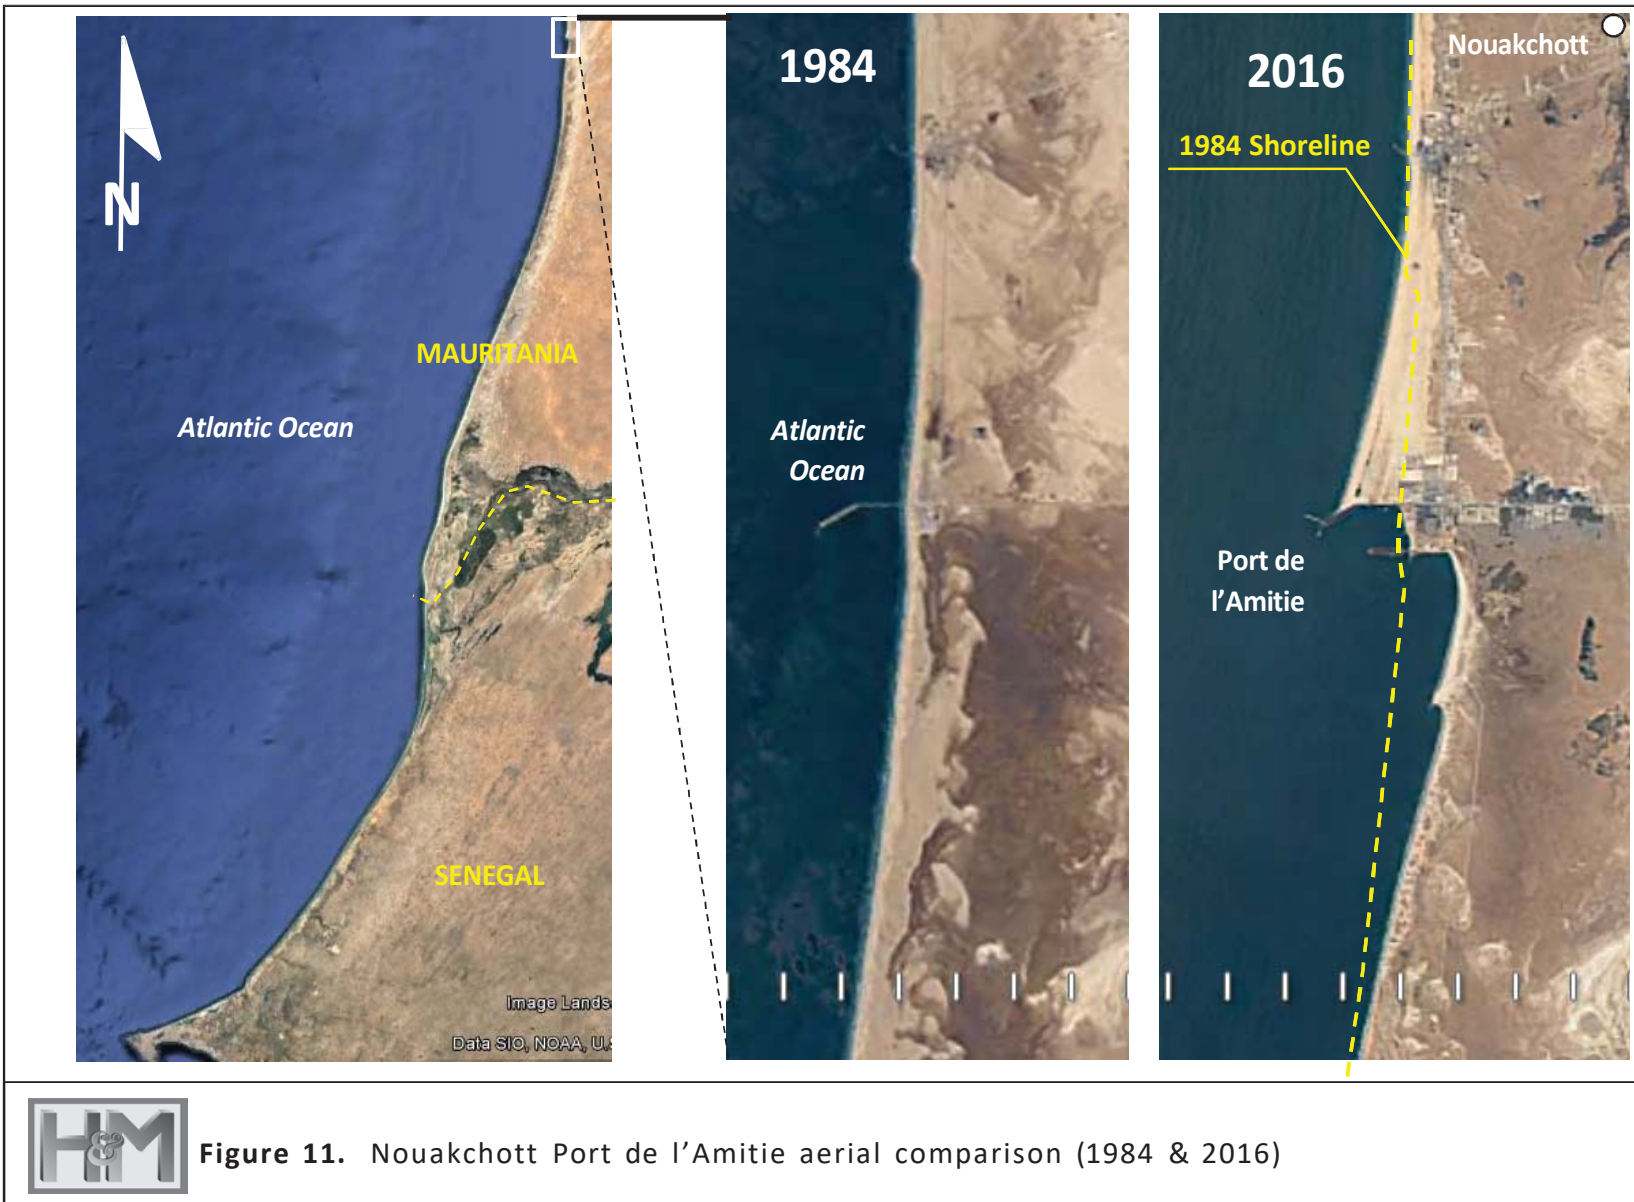 N
MAURITANIA
Atlantic Ocean
SENEGAL
Image Lands
Data SIO, NOAA, U.S
1984
Atlantic
Ocean
2016
Nouakchott
1984 Shoreline
Port de
l’Amitie
H&M
Figure 11. Nouakchott Port de l’Amitie aerial comparison (1984 & 2016)